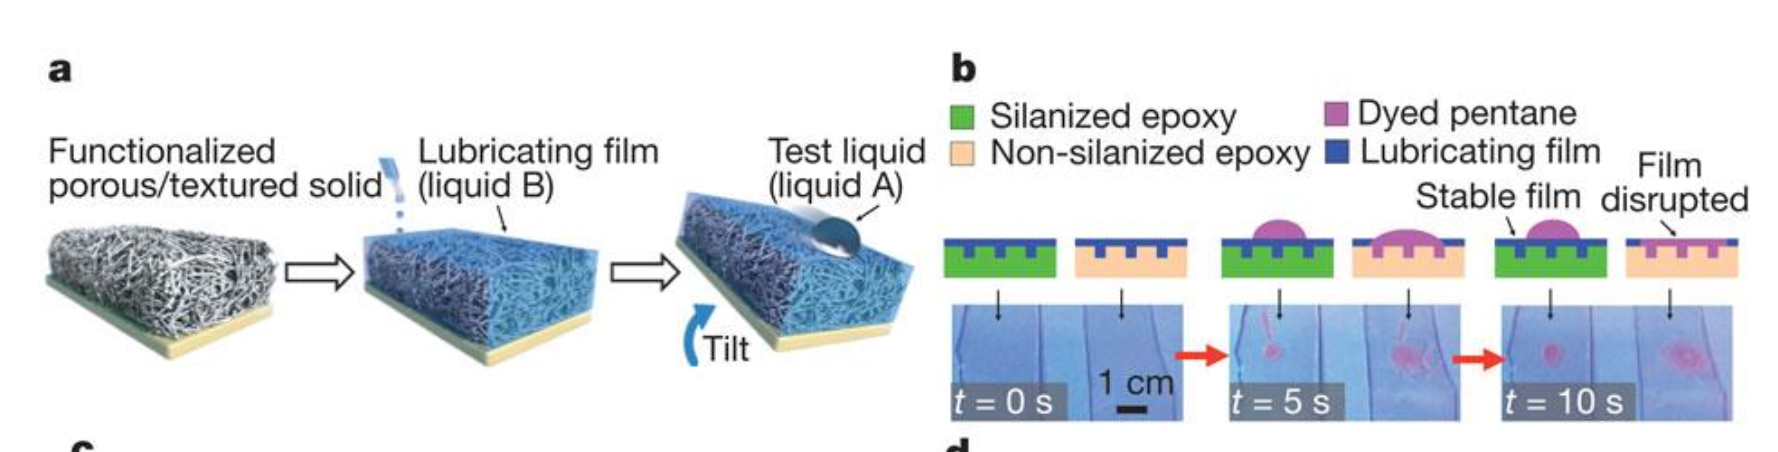 a
Functionalized
porous/textured solid
Lubricating film
(liquid B)
Test liquid
(liquid A)
Tilt
b
Silanized epoxy
Dyed pentane
Non-silanized epoxy
Lubricating film
Stable film
Film
disrupted
1 cm
t = 0 s
t = 5 s
t = 10 s
c
d